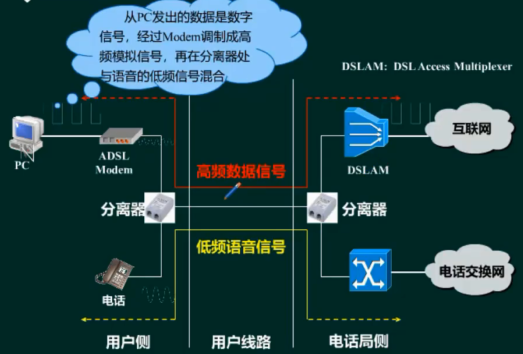 从PC发出的数据是数字
信号，经过Modem调制成高
频模拟信号，再在分离器处
与语音的低频信号混合
DSLAM: DSL Access Multiplexer
PC
ADSL
Modem
高频数据信号
DSLAM
互联网
分离器
分离器
低频语音信号
电话
电话交换网
用户侧
用户线路
电话局侧